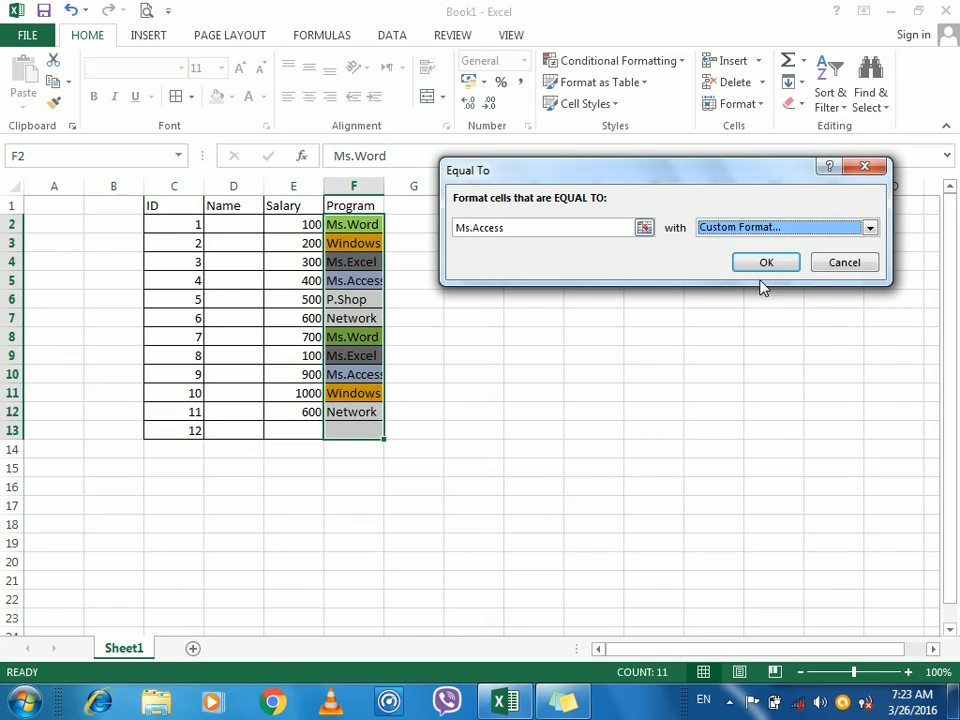 Book1 - Excel
FILE HOME INSERT PAGE LAYOUT FORMULAS DATA REVIEW VIEW Sign in
Paste
11
General
Conditional Formatting
Format as Table
Cell Styles
Insert
Delete
Format
Sort & Filter
Find & Select
Clipboard Font Alignment Number Styles Cells Editing
F2 Ms.Word
Equal To
Format cells that are EQUAL TO:
Ms.Access with Custom Format...
OK Cancel
A B C D E F G
1 ID Name Salary Program
2 1 100 Ms.Word
3 2 200 Windows
4 3 300 Ms.Excel
5 4 400 Ms.Access
6 5 500 P.Shop
7 6 600 Network
8 7 700 Ms.Word
9 8 100 Ms.Excel
10 9 900 Ms.Access
11 10 1000 Windows
12 11 600 Network
13 12
14
15
16
17
18
19
20
21
22
23
Sheet1
READY COUNT: 11 100%
EN 7:23 AM
3/26/2016